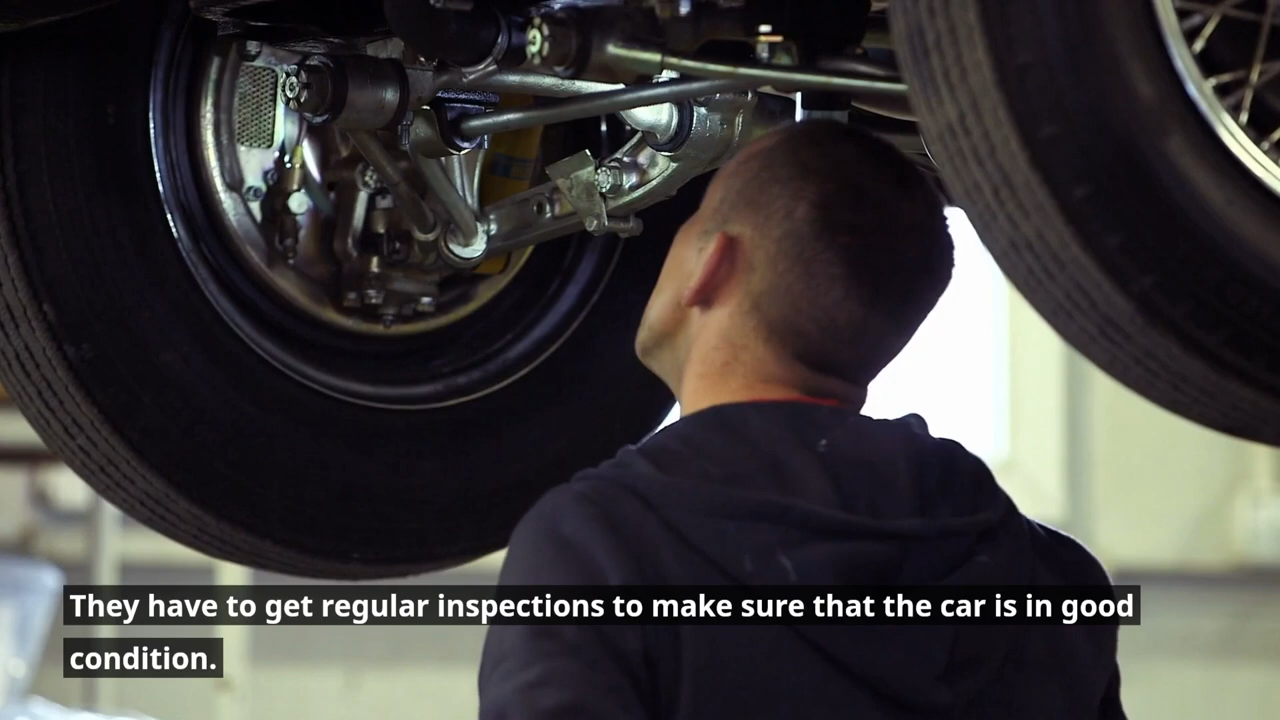 They have to get regular inspections to make sure that the car is in good
condition.